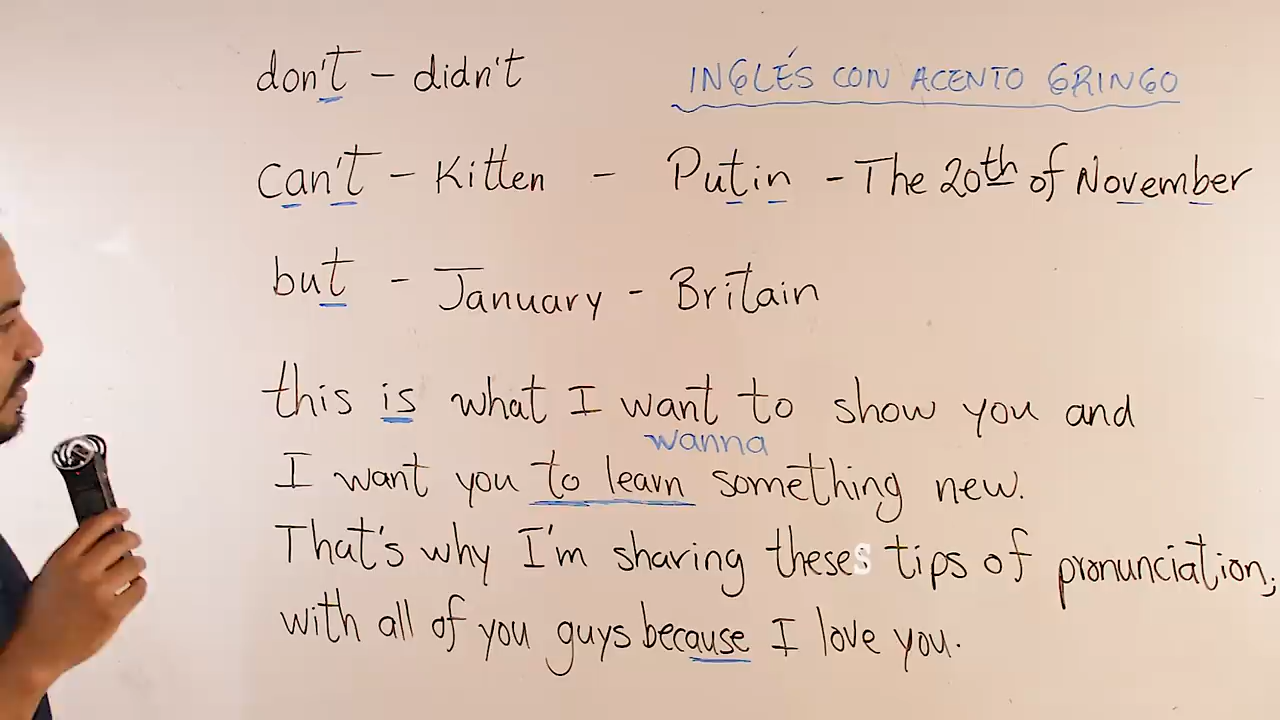 don't - didn't
INGLÉS CON ACENTO GRINGO
can't - Kitten - Putin - The 20th of November
but - January - Britain
this is what I want to show you and
wanna
I want you to learn something new.
That's why I'm sharing these tips of pronunciation,
with all of you guys because I love you.